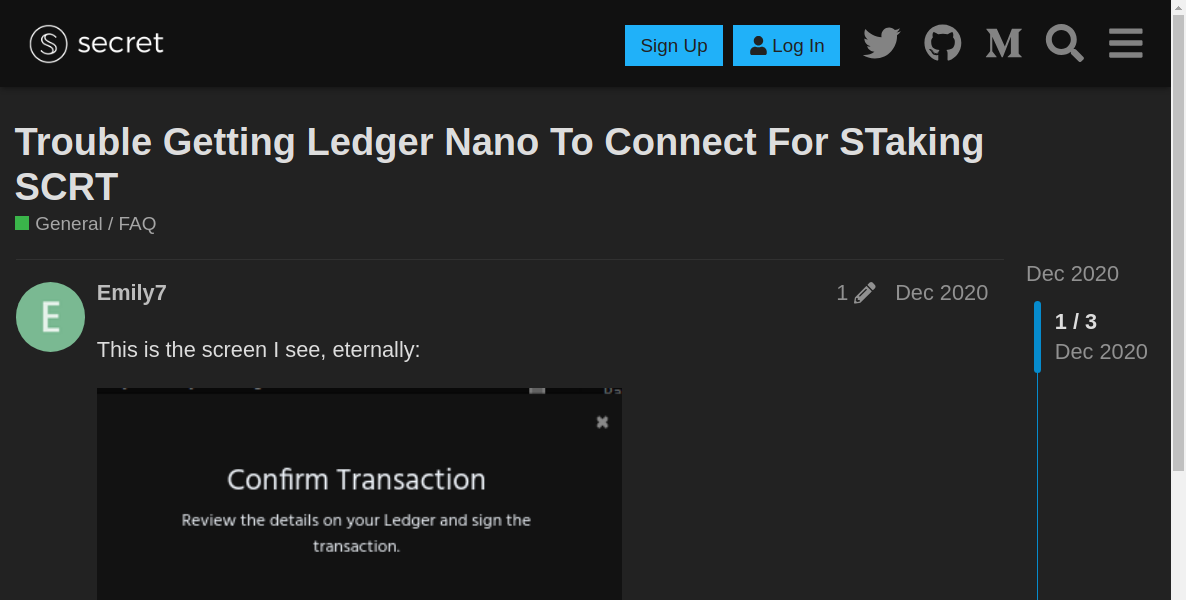 secret
Sign Up
Log In
Trouble Getting Ledger Nano To Connect For STaking
SCRT
General / FAQ
Dec 2020
E
Emily7
1
Dec 2020
1 / 3
Dec 2020
This is the screen I see, eternally:
Confirm Transaction
Review the details on your Ledger and sign the
transaction.